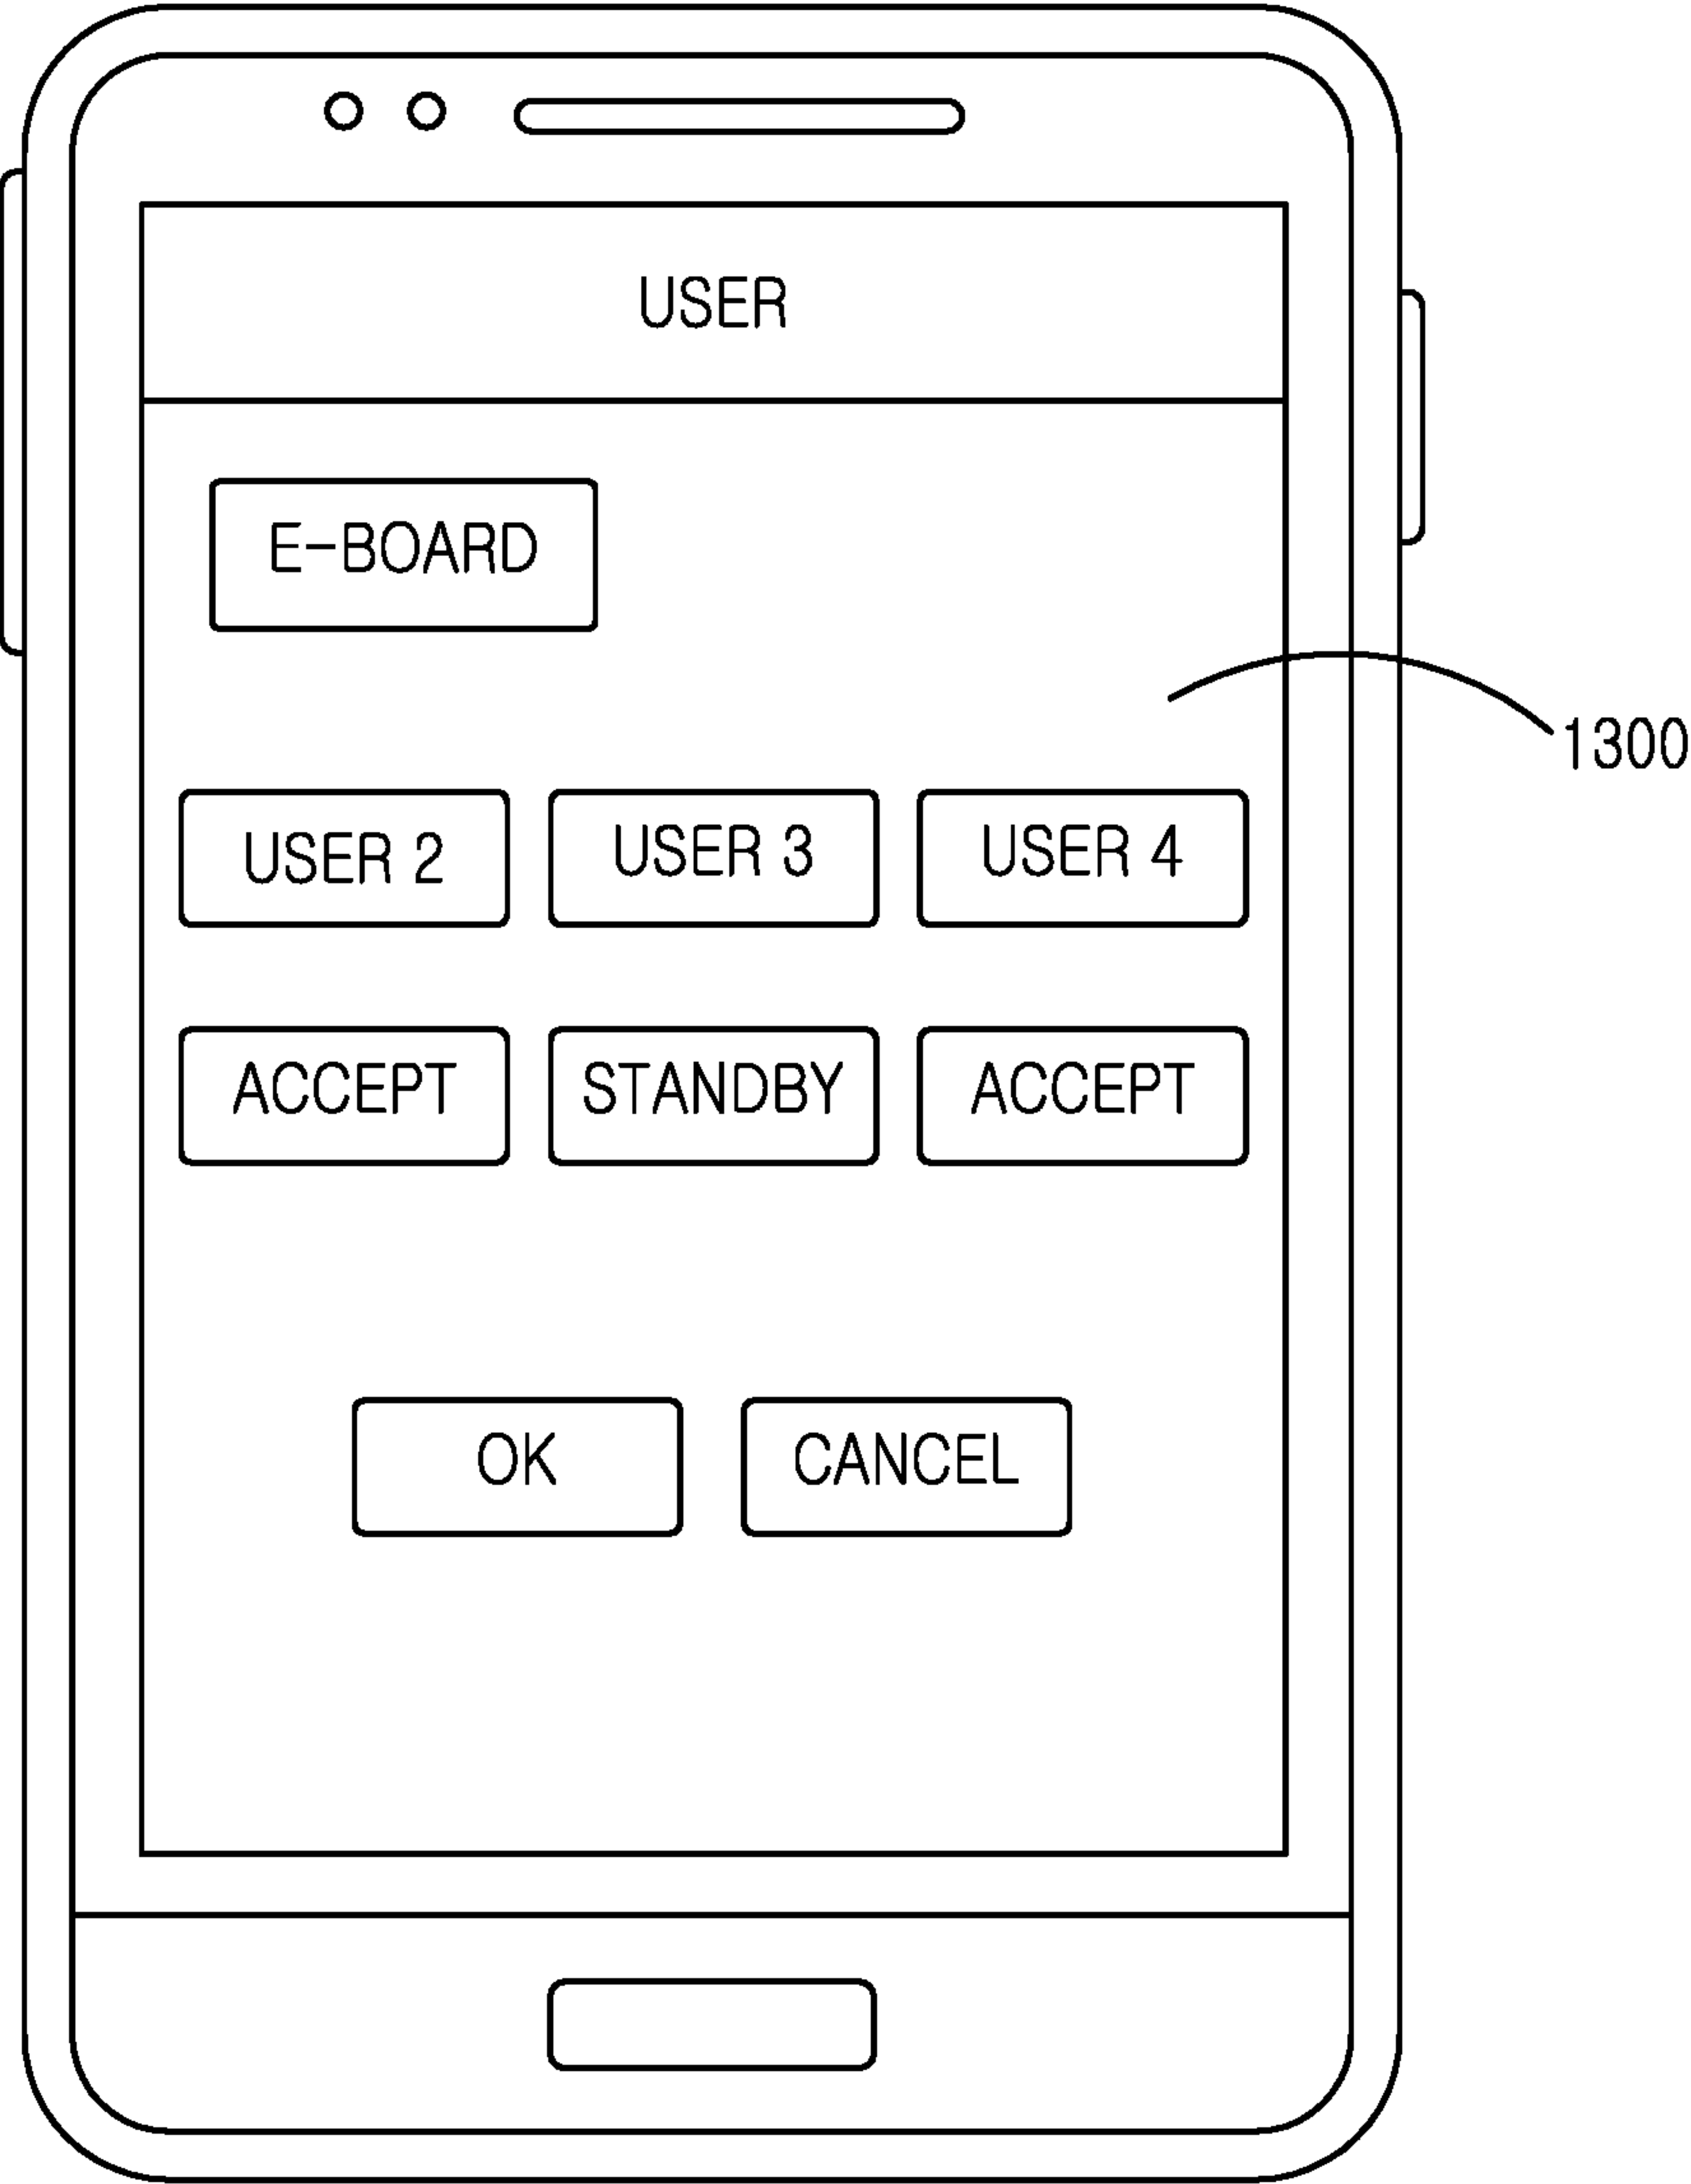 USER
E-BOARD
1300
USER 2 USER 3 USER 4
ACCEPT STANDBY ACCEPT
OK CANCEL